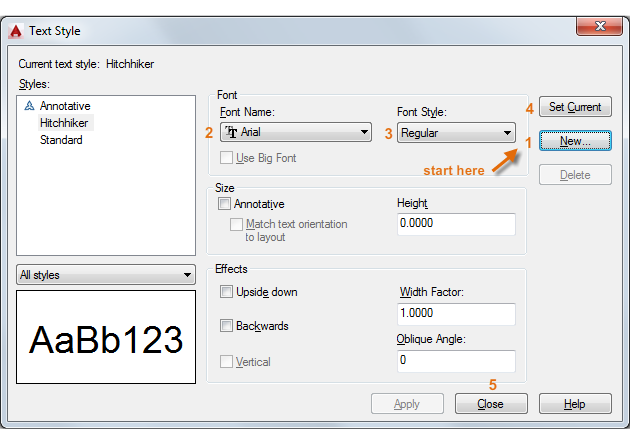 Text Style
Current text style: Hitchhiker
Styles:
Annotative
Hitchhiker
Standard
All styles
AaBb123
Font
Font Name:
2 Arial
Use Big Font
Font Style:
3 Regular
start here
Size
Annotative
Match text orientation
to layout
Height
0.0000
Effects
Upside down
Backwards
Vertical
Width Factor:
1.0000
Oblique Angle:
0
4 Set Current
1 New...
Delete
5
Apply
Close
Help